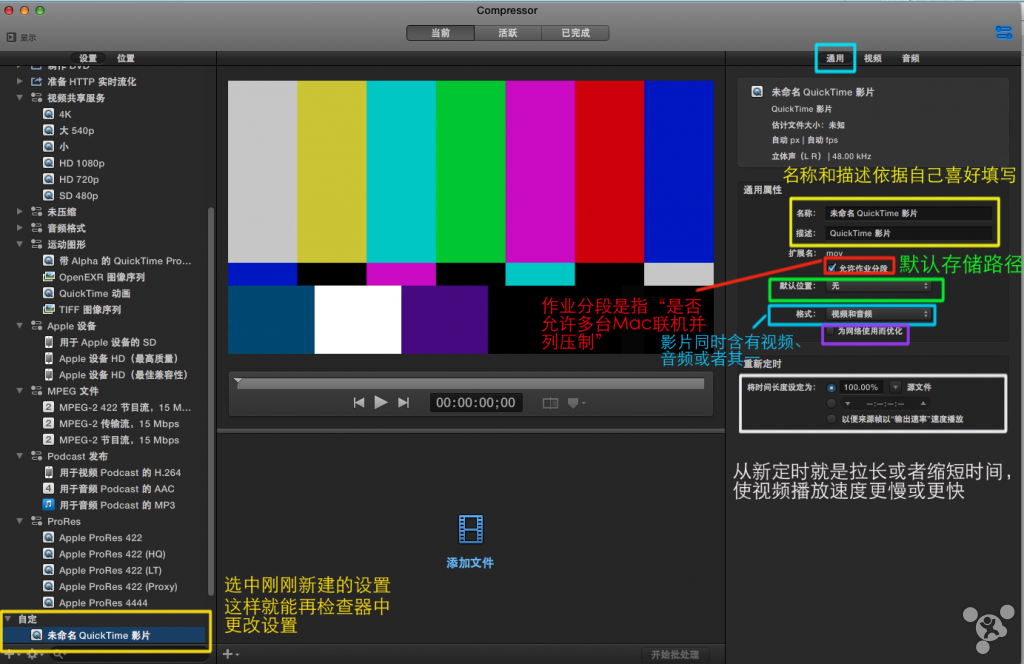 Compressor
显示
当前
活跃
已完成
设置
位置
通用
视频
音频
制作 DVD
准备 HTTP 实时流化
视频共享服务
4K
大 540p
小
HD 1080p
HD 720p
SD 480p
未压缩
音频格式
运动图形
带 Alpha 的 QuickTime Pro...
OpenEXR 图像序列
QuickTime 动画
TIFF 图像序列
Apple 设备
用于 Apple 设备的 SD
Apple 设备 HD（最高质量）
Apple 设备 HD（最佳兼容性）
MPEG 文件
MPEG-2 422 节目流，15 M...
MPEG-2 传输流，15 Mbps
MPEG-2 节目流，15 Mbps
Podcast 发布
用于视频 Podcast 的 H.264
用于音频 Podcast 的 AAC
用于音频 Podcast 的 MP3
ProRes
Apple ProRes 422
Apple ProRes 422 (HQ)
Apple ProRes 422 (LT)
Apple ProRes 422 (Proxy)
Apple ProRes 4444
自定
未命名 QuickTime 影片
作业分段是指“是否
允许多台Mac联机并
列压制”
影片同时含有视频、
音频或者其一
00:00:00;00
添加文件
选中刚刚新建的设置
这样就能再检查器中
更改设置
开始批处理
未命名 QuickTime 影片
QuickTime 影片
估计文件大小：未知
自动 px | 自动 fps
立体声（L R）| 48.00 kHz
名称和描述依据自己喜好填写
通用属性
名称： 未命名 QuickTime 影片
描述： QuickTime 影片
扩展名： mov
允许作业分段
默认存储路径
默认位置： 无
格式： 视频和音频
为网络使用而优化
重新定时
将时间长度设定为： 100.00% 源文件
--:--:--:--
以便来源帧以“输出速率”速度播放
从新定时就是拉长或者缩短时间，
使视频播放速度更慢或更快